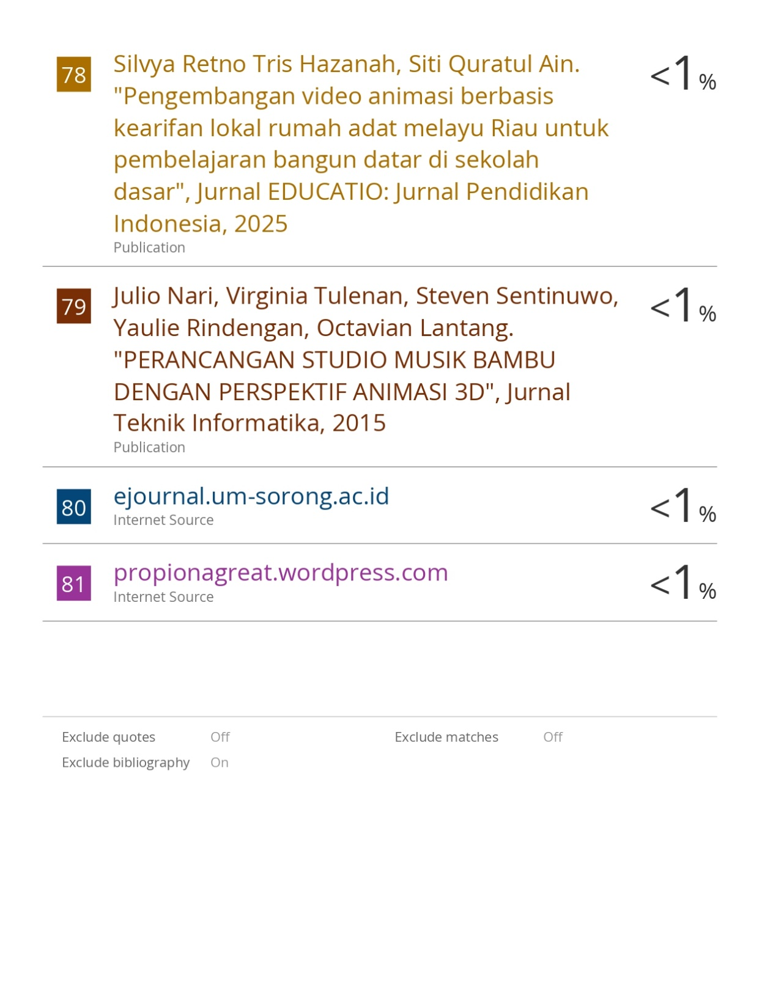 78 Silvya Retno Tris Hazanah, Siti Quratul Ain. <1%
"Pengembangan video animasi berbasis
kearifan lokal rumah adat melayu Riau untuk
pembelajaran bangun datar di sekolah
dasar", Jurnal EDUCATIO: Jurnal Pendidikan
Indonesia, 2025
Publication
79 Julio Nari, Virginia Tulenan, Steven Sentinuwo, <1%
Yaulie Rindengan, Octavian Lantang.
"PERANCANGAN STUDIO MUSIK BAMBU
DENGAN PERSPEKTIF ANIMASI 3D", Jurnal
Teknik Informatika, 2015
Publication
80 ejournal.um-sorong.ac.id <1%
Internet Source
81 propionagreat.wordpress.com <1%
Internet Source
Exclude quotes Off Exclude matches Off
Exclude bibliography On